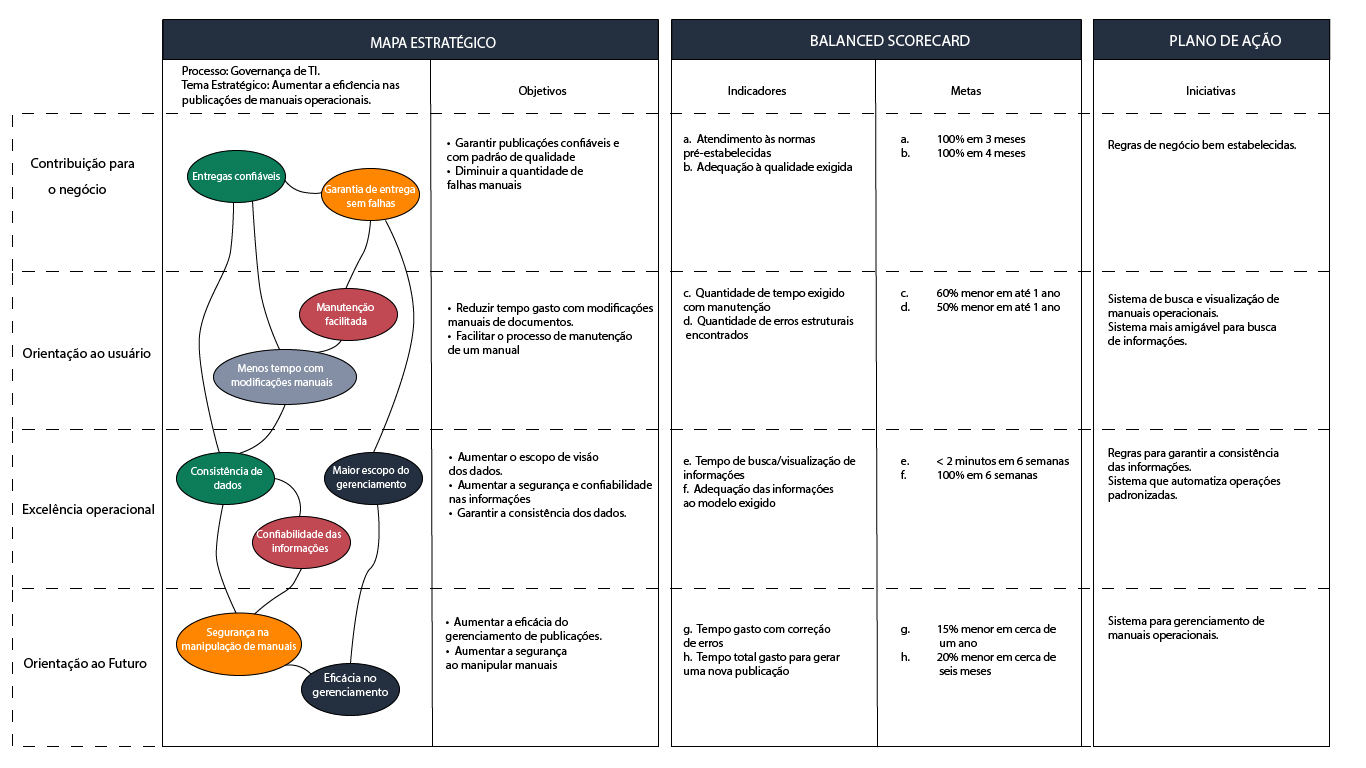 MAPA ESTRATÉGICO
BALANCED SCORECARD
PLANO DE AÇÃO
Processo: Governança de TI.
Tema Estratégico: Aumentar a eficîencia nas
publicações de manuais operacionais.
Objetivos
Indicadores
Metas
Iniciativas
Contribuição para
o negócio
Entregas confiáveis
Garantia de entrega
sem falhas
• Garantir publicações confiáveis e
com padrão de qualidade
• Diminuir a quantidade de
falhas manuais
a. Atendimento às normas
pré-estabelecidas
b. Adequação à qualidade exigida
a. 100% em 3 meses
b. 100% em 4 meses
Regras de negócio bem estabelecidas.
Orientação ao usuário
Manutenção
facilitada
Menos tempo com
modificações manuais
• Reduzir tempo gasto com modificações
manuais de documentos.
• Facilitar o processo de manutenção
de um manual
c. Quantidade de tempo exigido
com manutenção
d. Quantidade de erros estruturais
encontrados
c. 60% menor em até 1 ano
d. 50% menor em até 1 ano
Sistema de busca e visualização de
manuais operacionais.
Sistema mais amigável para busca
de informações.
Excelência operacional
Consistência de
dados
Maior escopo do
gerenciamento
Confiabilidade das
informações
• Aumentar o escopo de visão
dos dados.
• Aumentar a segurança e confiabilidade
nas informações
• Garantir a consistência dos dados.
e. Tempo de busca/visualização de
informações
f. Adequação das informações
ao modelo exigido
e. < 2 minutos em 6 semanas
f. 100% em 6 semanas
Regras para garantir a consistência
das informações.
Sistema que automatiza operações
padronizadas.
Orientação ao Futuro
Segurança na
manipulação de manuais
Eficácia no
gerenciamento
• Aumentar a eficácia do
gerenciamento de publicações.
• Aumentar a segurança
ao manipular manuais
g. Tempo gasto com correção
de erros
h. Tempo total gasto para gerar
uma nova publicação
g. 15% menor em cerca de
um ano
h. 20% menor em cerca de
seis meses
Sistema para gerenciamento de
manuais operacionais.